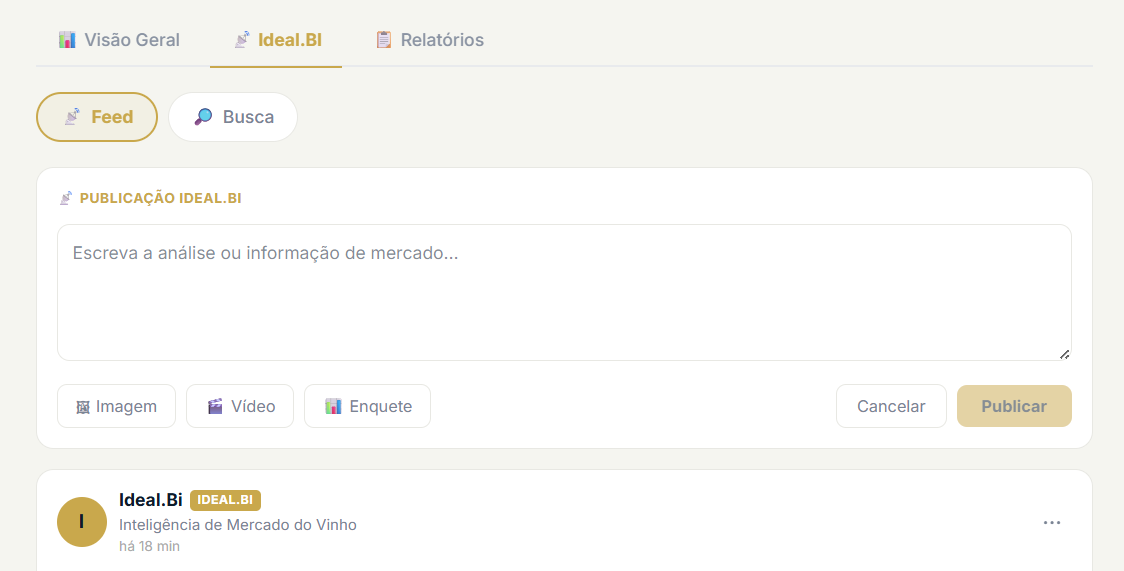 Visão Geral
Ideal.BI
Relatórios
Feed
Busca
PUBLICAÇÃO IDEAL.BI
Escreva a análise ou informação de mercado...
Imagem
Vídeo
Enquete
Cancelar
Publicar
I
Ideal.Bi IDEAL.BI
Inteligência de Mercado do Vinho
há 18 min